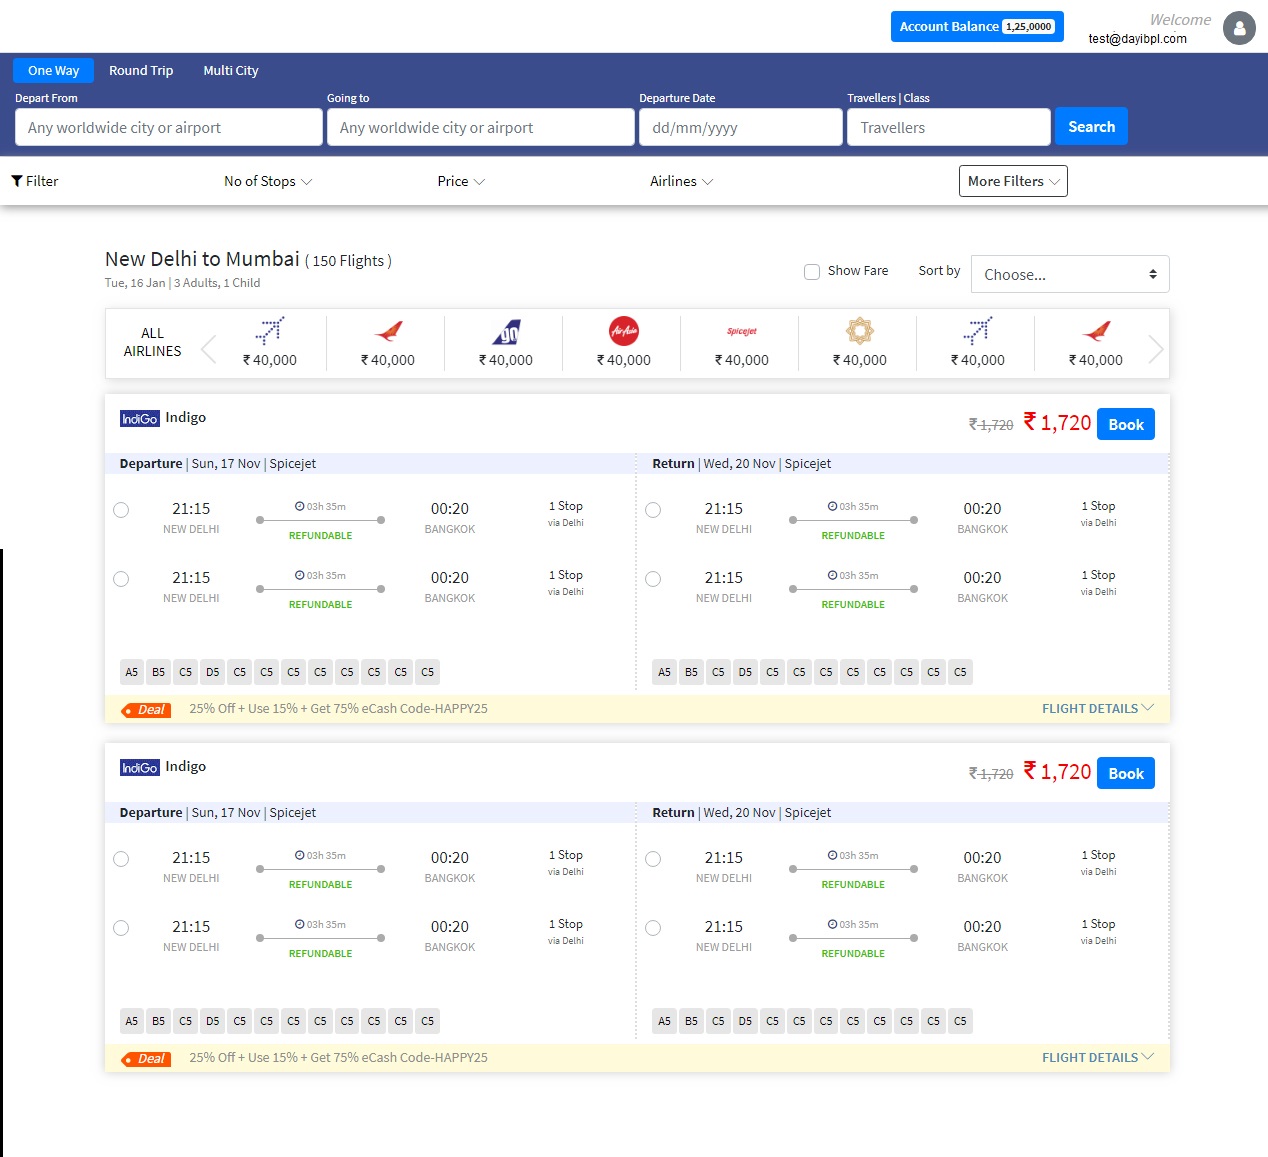 Account Balance 1,25,0000
Welcome
test@dayibpl.com
One Way Round Trip Multi City
Depart From Going to Departure Date Travellers | Class
Any worldwide city or airport Any worldwide city or airport dd/mm/yyyy Travellers Search
Filter No of Stops Price Airlines More Filters
New Delhi to Mumbai ( 150 Flights )
Tue, 16 Jan | 3 Adults, 1 Child
Show Fare Sort by Choose...
ALL
AIRLINES
go AirAsia Spicejet
₹ 40,000 ₹ 40,000 ₹ 40,000 ₹ 40,000 ₹ 40,000 ₹ 40,000 ₹ 40,000 ₹ 40,000
IndiGo Indigo ₹ 1,720 ₹ 1,720 Book
Departure | Sun, 17 Nov | Spicejet Return | Wed, 20 Nov | Spicejet
21:15 03h 35m 00:20 1 Stop 21:15 03h 35m 00:20 1 Stop
NEW DELHI REFUNDABLE BANGKOK via Delhi NEW DELHI REFUNDABLE BANGKOK via Delhi
21:15 03h 35m 00:20 1 Stop 21:15 03h 35m 00:20 1 Stop
NEW DELHI REFUNDABLE BANGKOK via Delhi NEW DELHI REFUNDABLE BANGKOK via Delhi
A5 B5 C5 D5 C5 C5 C5 C5 C5 C5 C5 C5 A5 B5 C5 D5 C5 C5 C5 C5 C5 C5 C5 C5
Deal 25% Off + Use 15% + Get 75% eCash Code-HAPPY25 FLIGHT DETAILS
IndiGo Indigo ₹ 1,720 ₹ 1,720 Book
Departure | Sun, 17 Nov | Spicejet Return | Wed, 20 Nov | Spicejet
21:15 03h 35m 00:20 1 Stop 21:15 03h 35m 00:20 1 Stop
NEW DELHI REFUNDABLE BANGKOK via Delhi NEW DELHI REFUNDABLE BANGKOK via Delhi
21:15 03h 35m 00:20 1 Stop 21:15 03h 35m 00:20 1 Stop
NEW DELHI REFUNDABLE BANGKOK via Delhi NEW DELHI REFUNDABLE BANGKOK via Delhi
A5 B5 C5 D5 C5 C5 C5 C5 C5 C5 C5 C5 A5 B5 C5 D5 C5 C5 C5 C5 C5 C5 C5 C5
Deal 25% Off + Use 15% + Get 75% eCash Code-HAPPY25 FLIGHT DETAILS